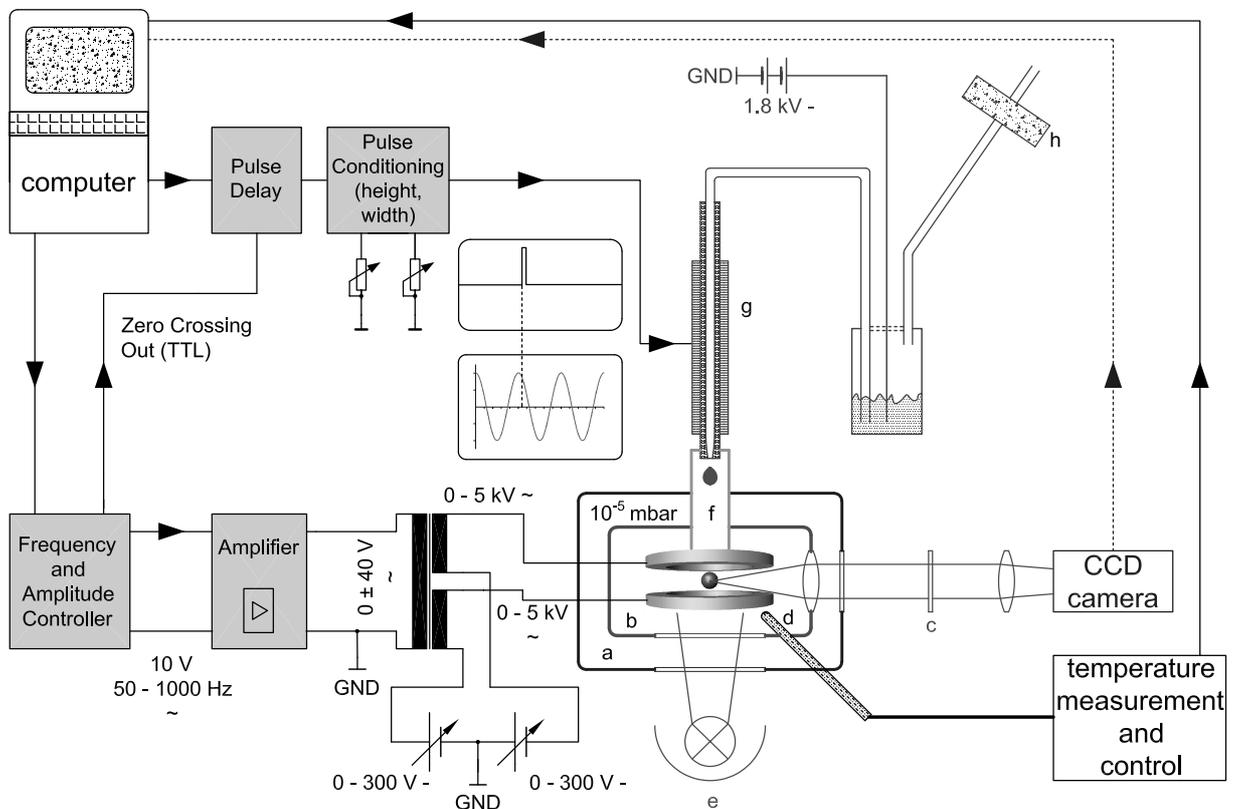 GND
1.8 kV -
h
computer
Pulse
Delay
Pulse
Conditioning
(height,
width)
g
Zero Crossing
Out (TTL)
0 - 5 kV ~
10⁻⁵ mbar
f
Frequency
and
Amplitude
Controller
Amplifier
0 ± 40 V
~
0 - 5 kV
~
b
d
a
c
CCD
camera
10 V
50 - 1000 Hz
~
GND
temperature
measurement
and
control
0 - 300 V -
0 - 300 V -
GND
e